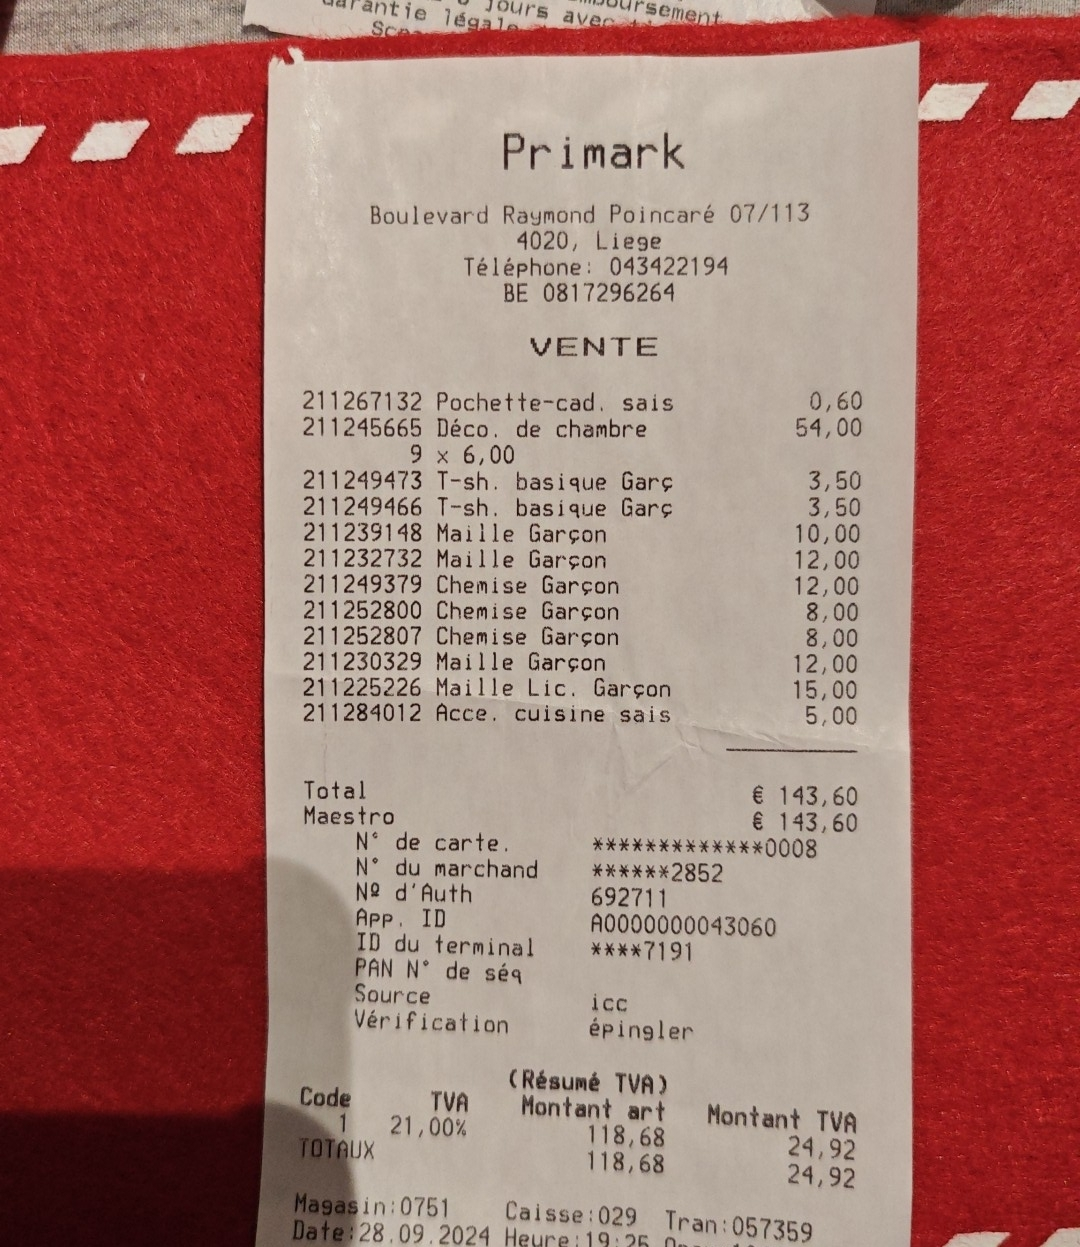 Jours avec
garantie légale
Primark
Boulevard Raymond Poincaré 07/113
4020, Liege
Téléphone: 043422194
BE 0817296264
VENTE
211267132 Pochette-cad. sais 0,60
211245665 Déco. de chambre 54,00
9 x 6,00
211249473 T-sh. basique Garç 3,50
211249466 T-sh. basique Garç 3,50
211239148 Maille Garçon 10,00
211232732 Maille Garçon 12,00
211249379 Chemise Garçon 12,00
211252800 Chemise Garçon 8,00
211252807 Chemise Garçon 8,00
211230329 Maille Garçon 12,00
211225226 Maille Lic. Garçon 15,00
211284012 Acce. cuisine sais 5,00
Total € 143,60
Maestro € 143,60
N° de carte. *************0008
N° du marchand ******2852
Nº d'Auth 692711
App. ID A0000000043060
ID du terminal ****7191
PAN N° de séq
Source icc
Vérification épingler
(Résumé TVA)
Code TVA Montant art Montant TVA
1 21,00% 118,68 24,92
TOTAUX 118,68 24,92
Magasin:0751 Caisse:029 Tran:057359
Date:28.09.2024 Heure:19:25